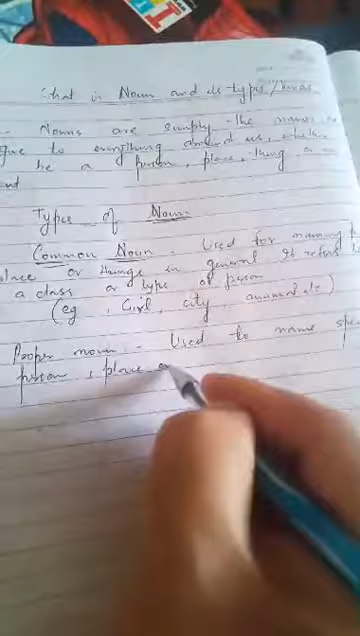 What is Noun and its types/kinds
Nouns are simply the names we
give to everything around us, whether
be a person, place, thing
Types of Noun
Common Noun - Used for naming
place or things in general. It refers
a class or type of person
(eg , Girl, city, animal etc)
Proper noun - Used to name spe
person, place o